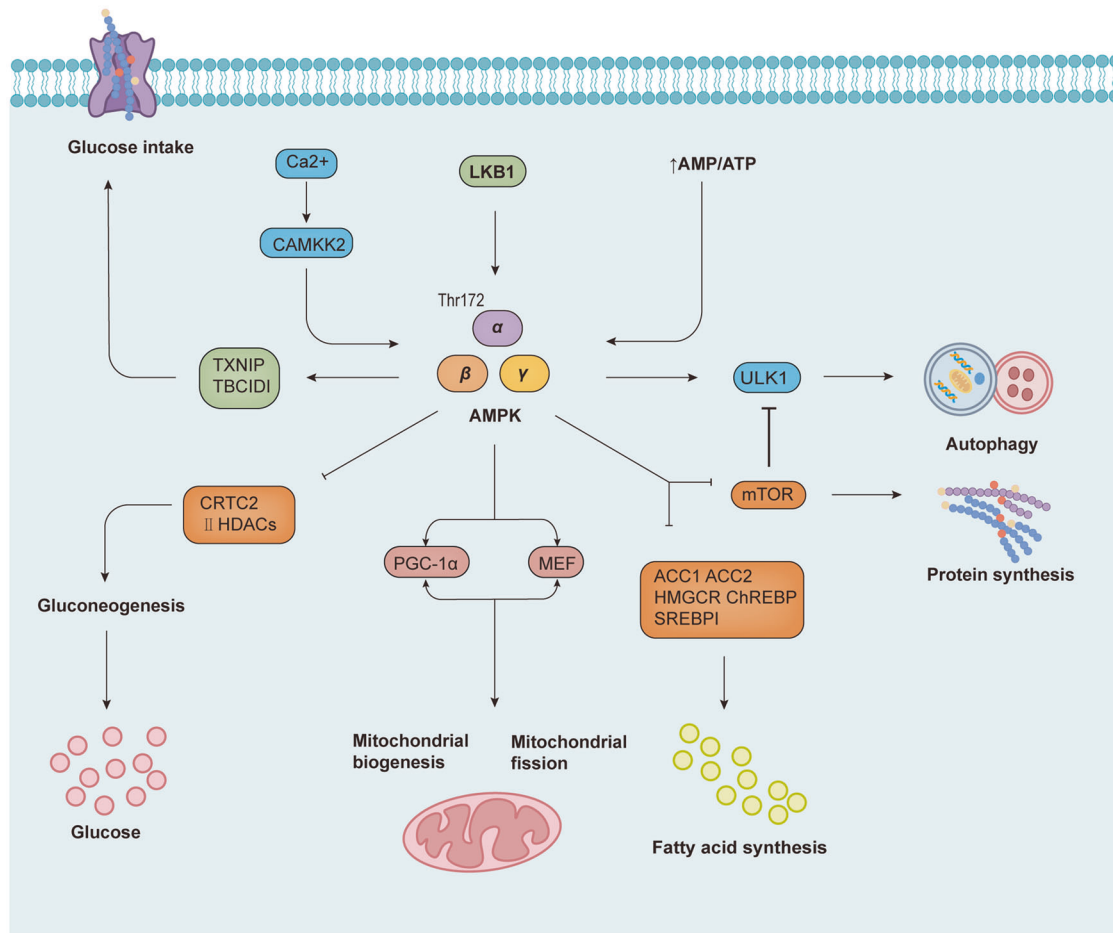 Glucose intake
Ca2+
LKB1
↑AMP/ATP
CAMKK2
Thr172
α
β
γ
AMPK
TXNIP
TBCIDI
ULK1
Autophagy
CRTC2
Ⅱ HDACs
mTOR
Protein synthesis
PGC-1α
MEF
ACC1 ACC2
HMGCR ChREBP
SREBPI
Gluconeogenesis
Mitochondrial
biogenesis
Mitochondrial
fission
Glucose
Fatty acid synthesis